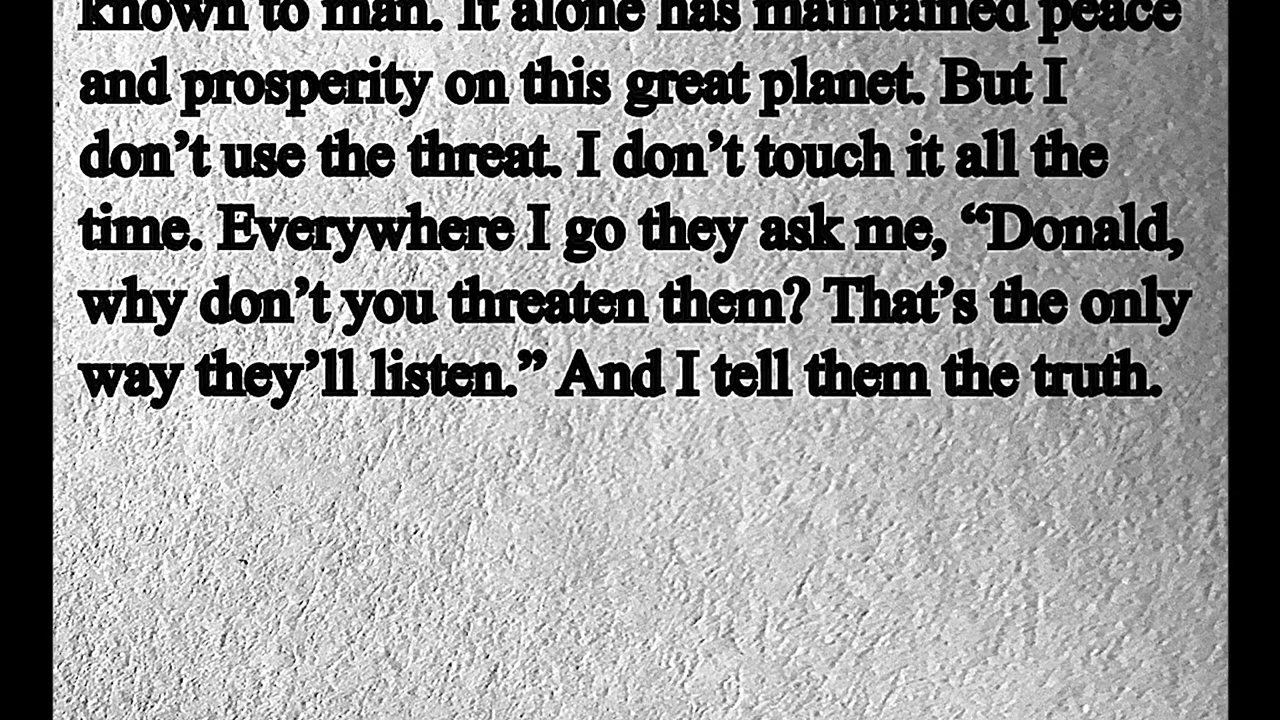 known to man. It alone has maintained peace
and prosperity on this great planet. But I
don’t use the threat. I don’t touch it all the
time. Everywhere I go they ask me, “Donald,
why don’t you threaten them? That’s the only
way they’ll listen.” And I tell them the truth.